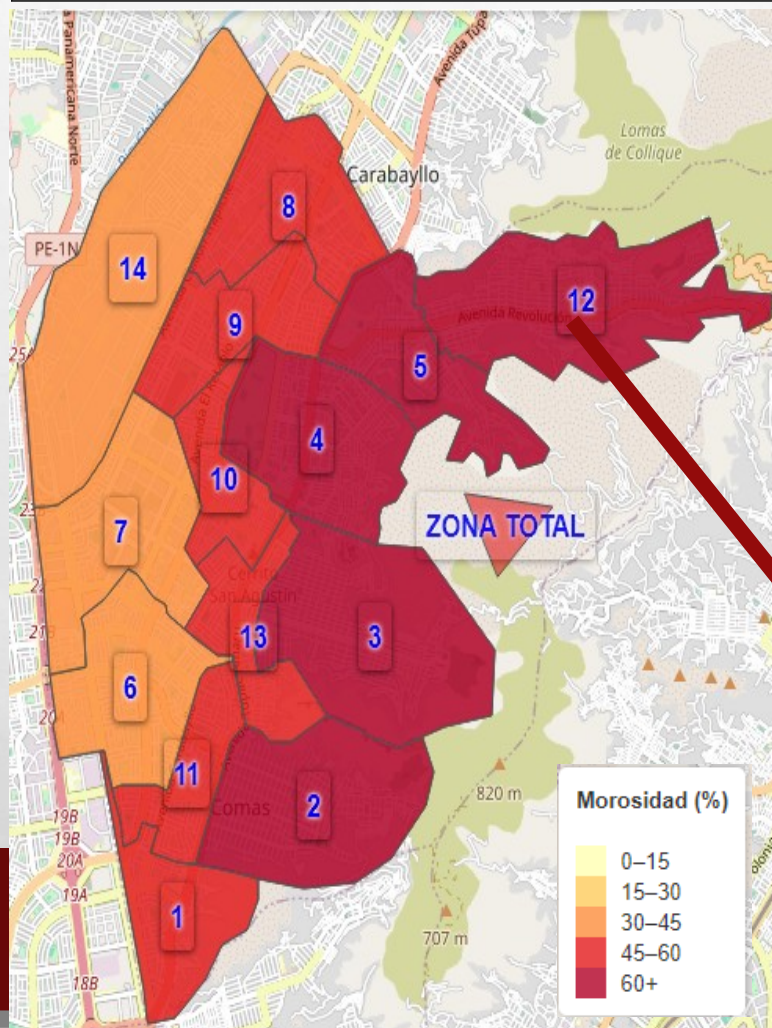 a Panamericana Norte
Avenida Túpa
Lomas
de Collique
Carabayllo
8
PE-1N
14
12
Avenida Revolución
9
5
4
10
7
ZONA TOTAL
Cerrito
San Agustín
13
3
6
11
820 m
2
Comas
Morosidad (%)
0–15
15–30
30–45
45–60
60+
19B
19B
20A
19A
1
707 m
18B